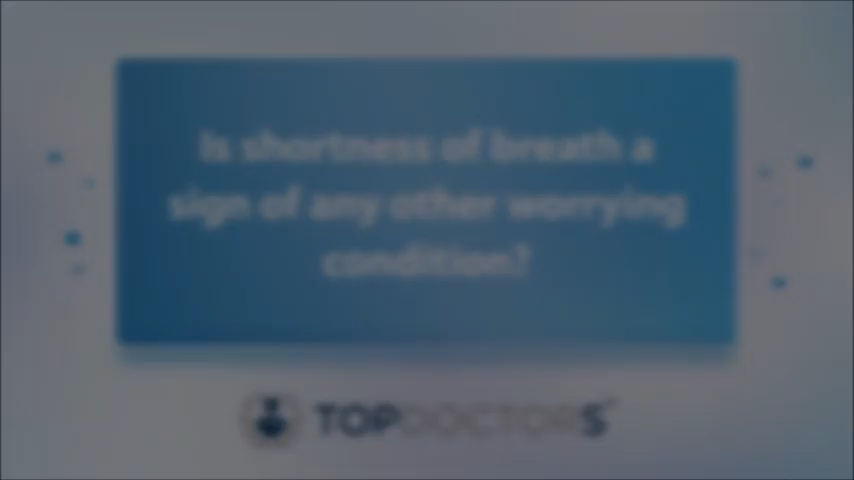 Is shortness of breath a
sign of any other worrying
condition?
TOPDOCTORS